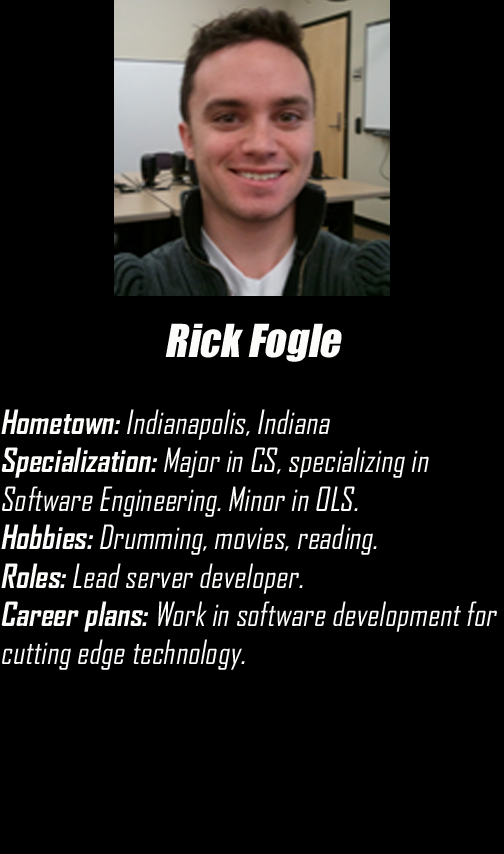 Rick Fogle
Hometown: Indianapolis, Indiana
Specialization: Major in CS, specializing in
Software Engineering. Minor in OLS.
Hobbies: Drumming, movies, reading.
Roles: Lead server developer.
Career plans: Work in software development for
cutting edge technology.